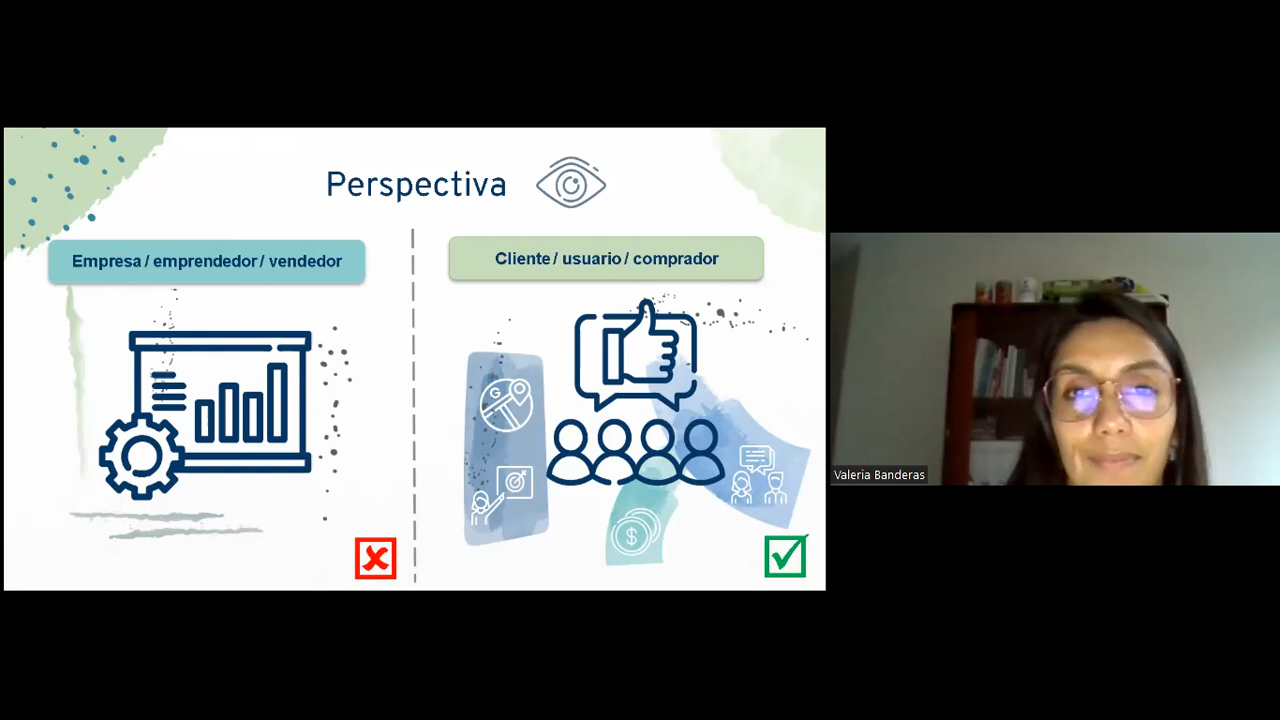 Perspectiva
Empresa / emprendedor / vendedor
Cliente / usuario / comprador
G
$
Valeria Banderas